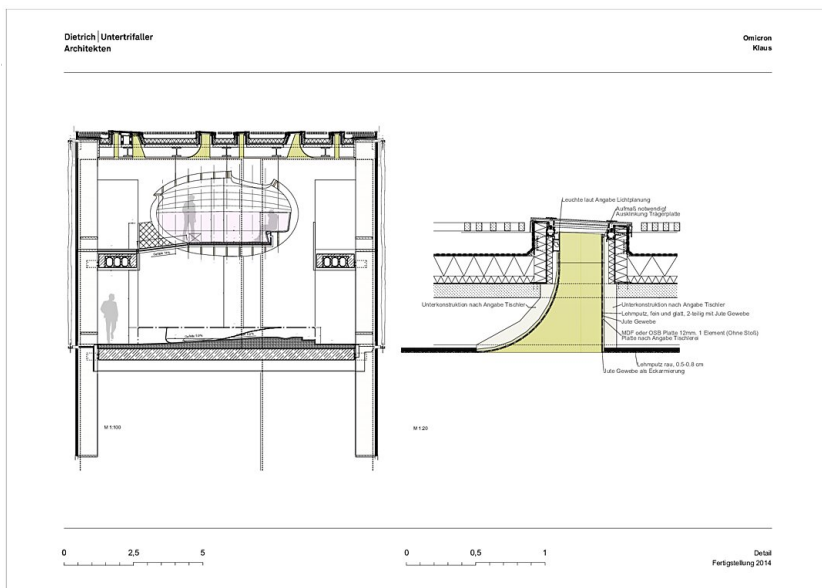 Dietrich | Untertrifaller
Architekten
Omicron
Klaus
Leuchte laut Angabe Lichtplanung
Aufmaß notwendig!
Ausklinkung Trägerplatte
Unterkonstruktion nach Angabe Tischler
Unterkonstruktion nach Angabe Tischler
Lehmputz, fein und glatt, 2-teilig mit Jute Gewebe
Jute Gewebe
MDF oder OSB Platte 12mm, 1 Element (Ohne Stoß)
Platte nach Angabe Tischlerei
Lehmputz rau, 0,5-0,8 cm
Jute Gewebe als Eckarmierung
M 1:100
M 1:20
0 2,5 5
0 0,5 1
Detail
Fertigstellung 2014